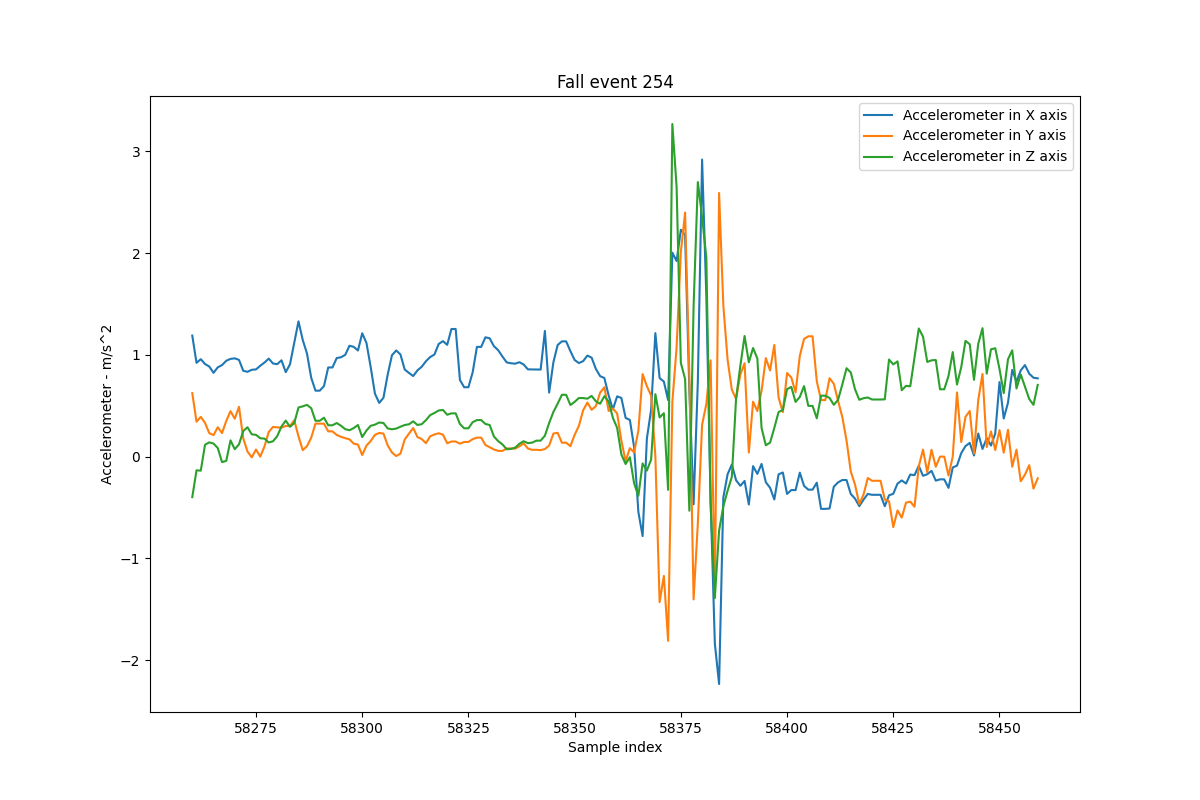 Fall event 254
Accelerometer in X axis
Accelerometer in Y axis
Accelerometer in Z axis
Accelerometer - m/s^2
3
2
1
0
−1
−2
58275 58300 58325 58350 58375 58400 58425 58450
Sample index